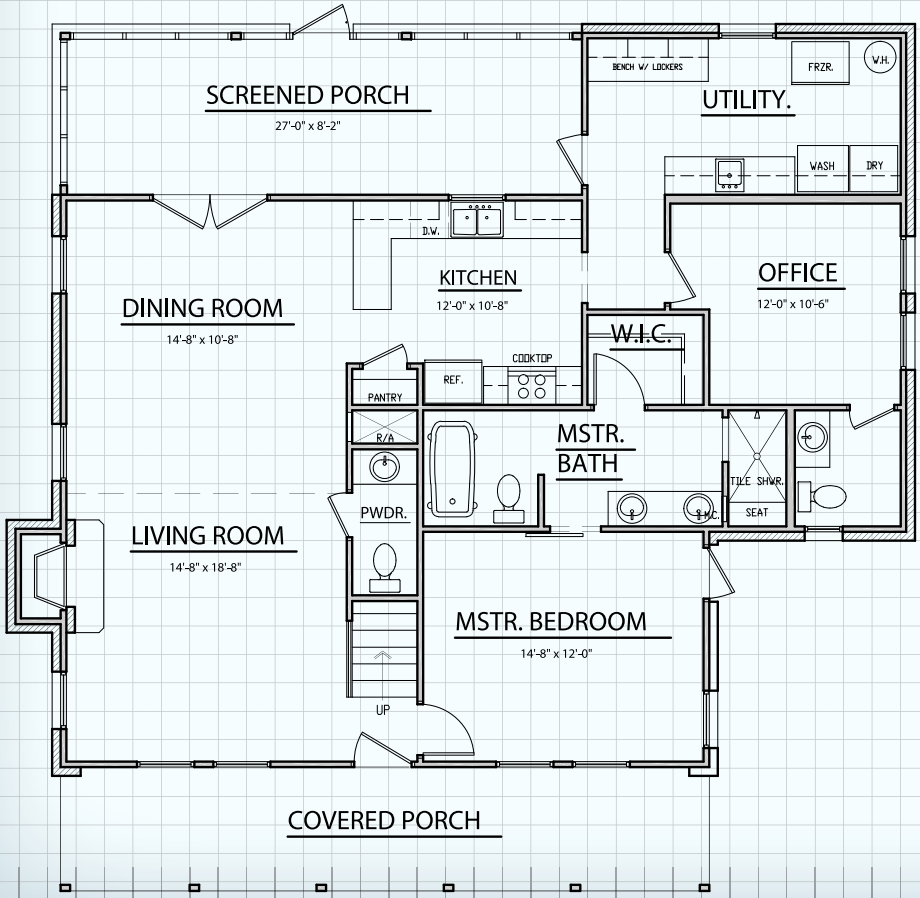 BENCH W/ LOCKERS
FRZR.
W.H.
SCREENED PORCH
27'-0" x 8'-2"
UTILITY.
WASH
DRY
D.W.
KITCHEN
12'-0" x 10'-8"
OFFICE
12'-0" x 10'-6"
DINING ROOM
14'-8" x 10'-8"
W.I.C.
COOKTOP
REF.
PANTRY
R/A
MSTR.
BATH
TILE SHWR.
SEAT
M.C.
PWDR.
LIVING ROOM
14'-8" x 18'-8"
MSTR. BEDROOM
14'-8" x 12'-0"
UP
COVERED PORCH